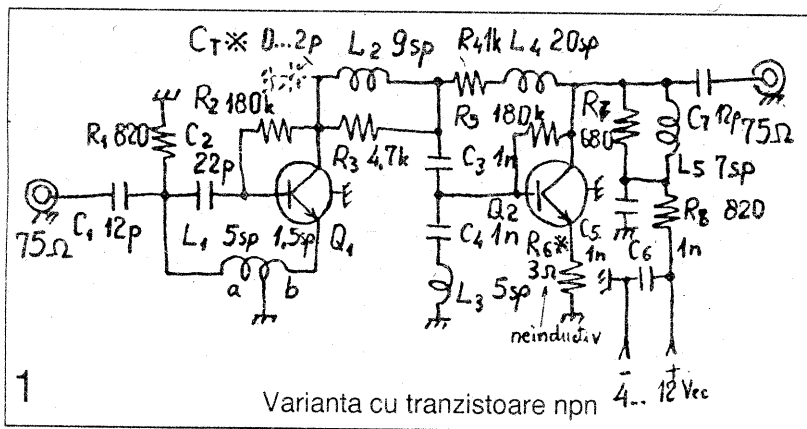 C_T※ 0...2p
L2 9sp
R4 1k
L4 20sp
R2 180k
R1 820
C2
22p
R3 4,7k
R5 180k
R7
680
C7 12p
75Ω
C3 1n
L5 7sp
C1 12p
75Ω
L1 5sp 1,5sp
Q1
a b
C4 1n
Q2
C5
1n
R8 820
R6*
3Ω
1n
C6
L3 5sp
neinductiv
- +
4... 12 Vcc
1
Varianta cu tranzistoare npn